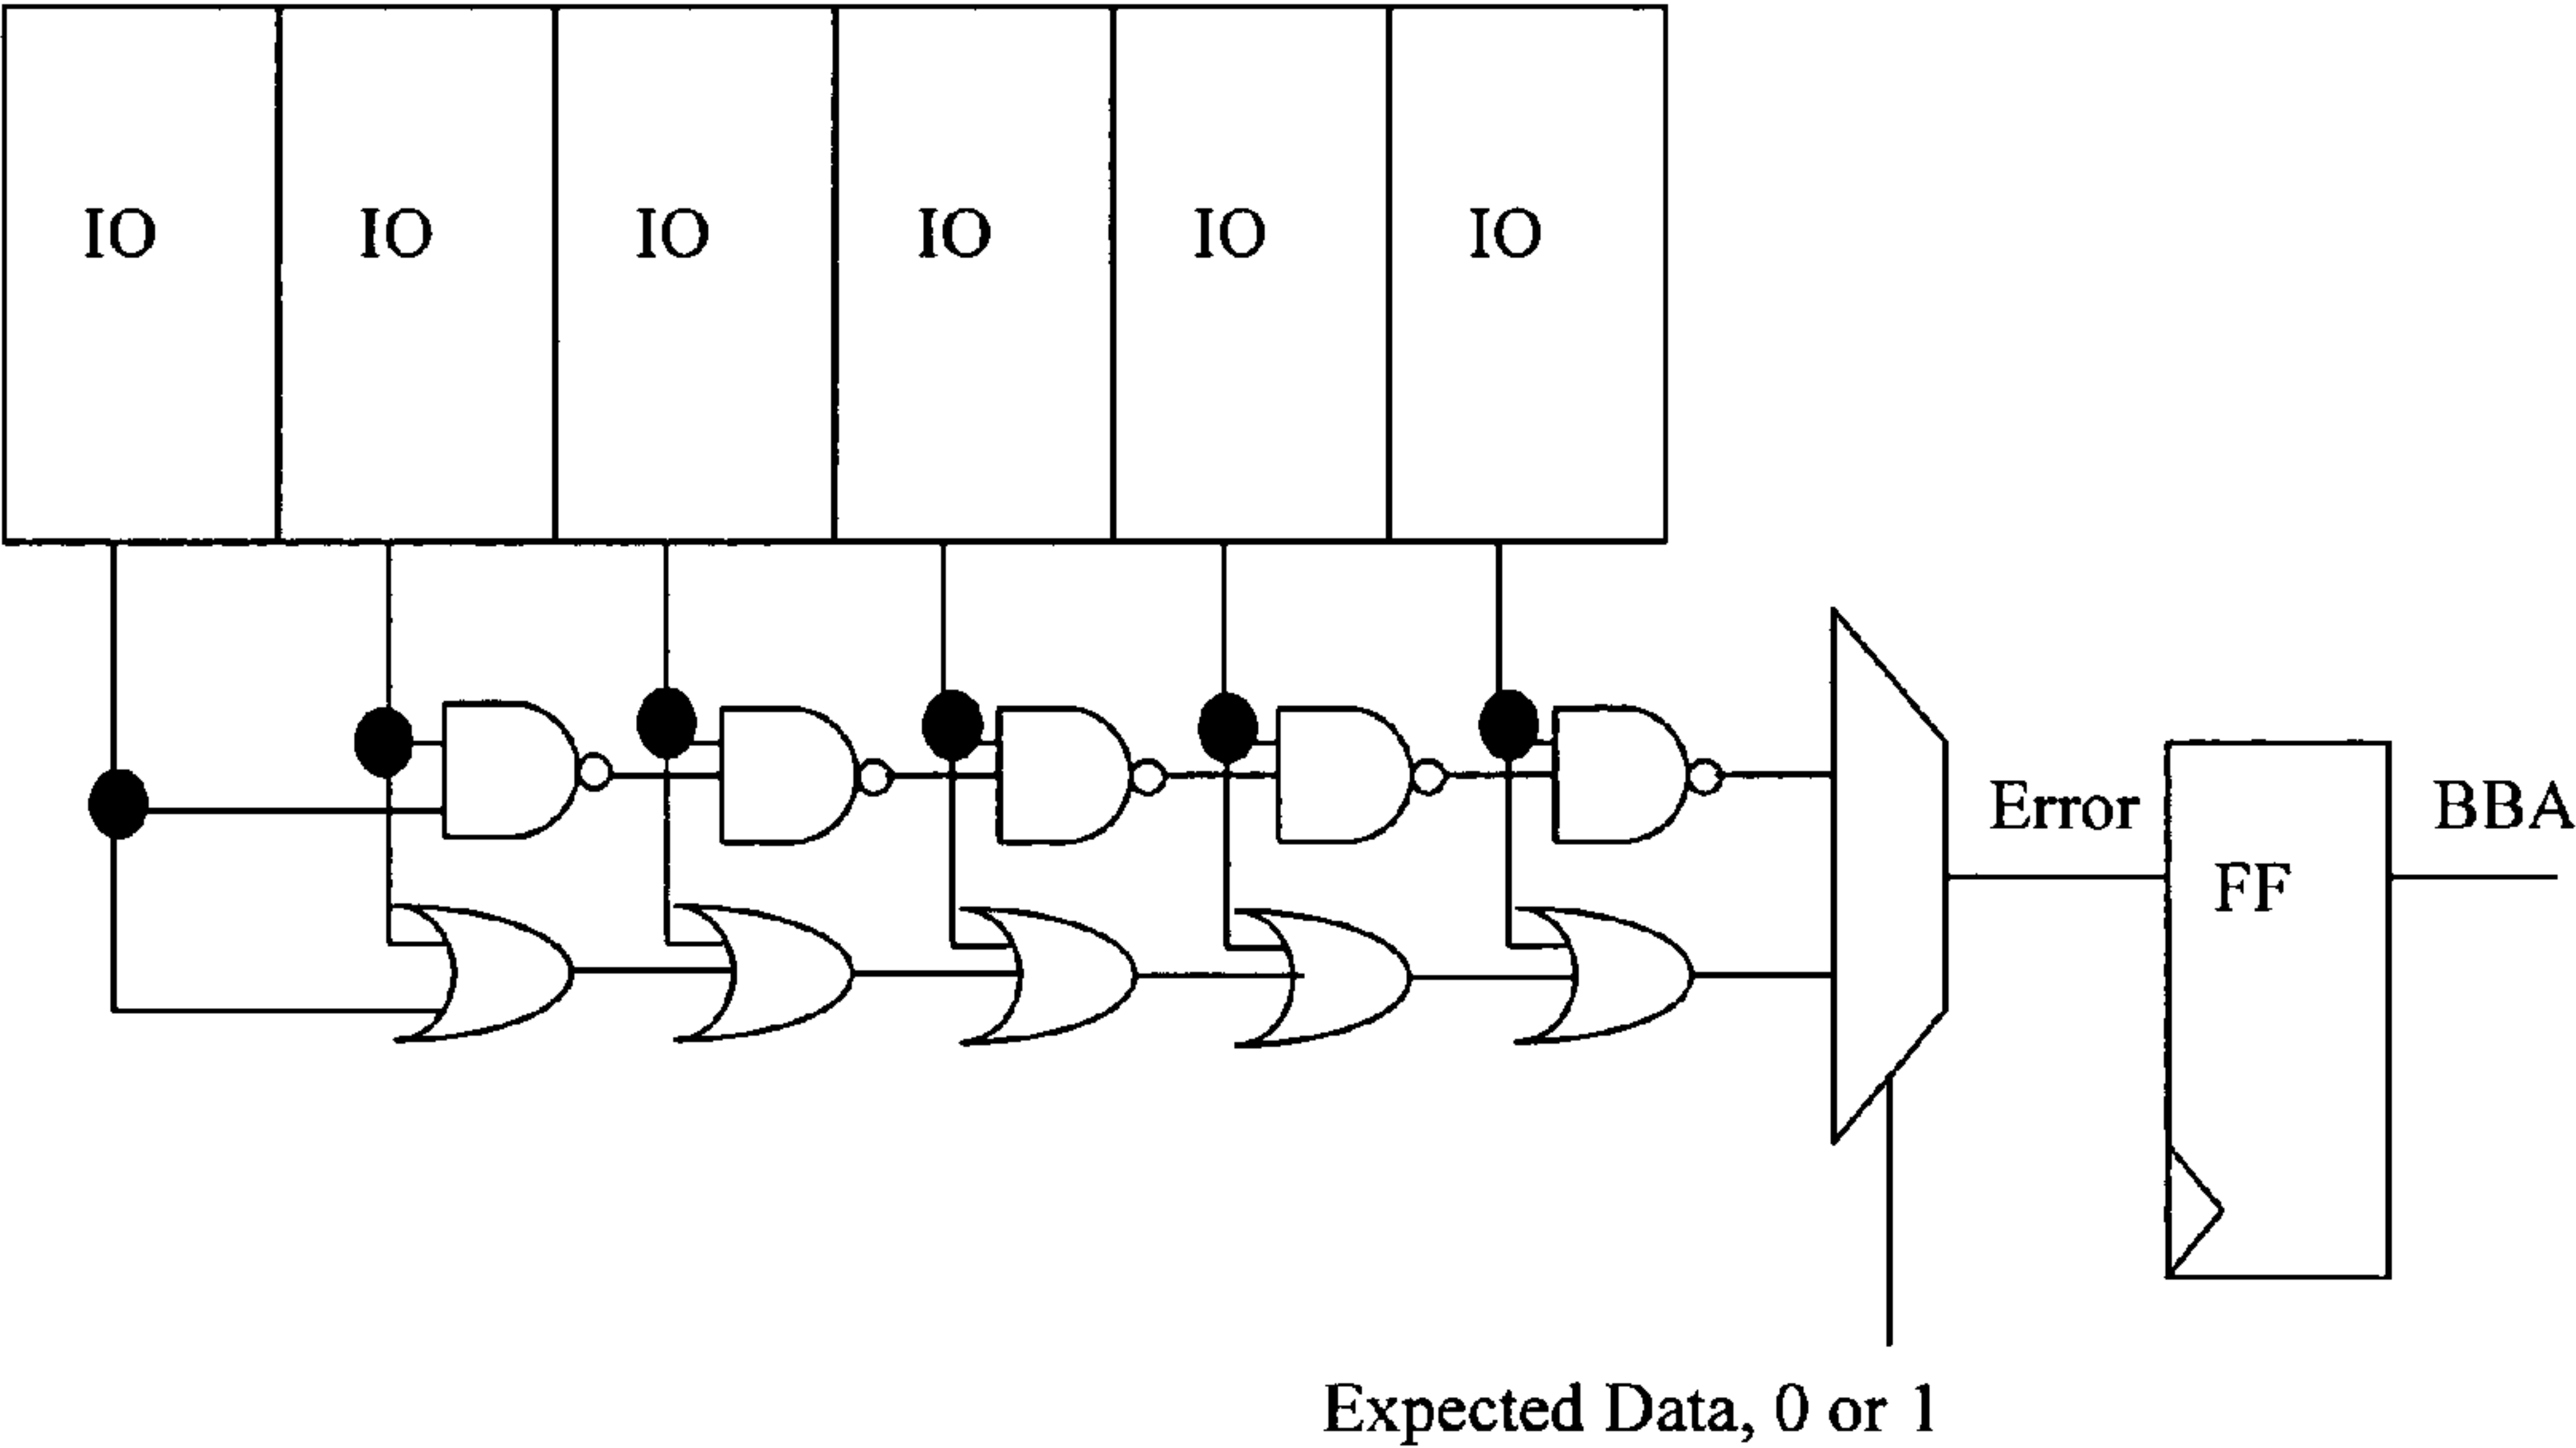 IO IO IO IO IO IO
Error
BBA
FF
Expected Data, 0 or 1